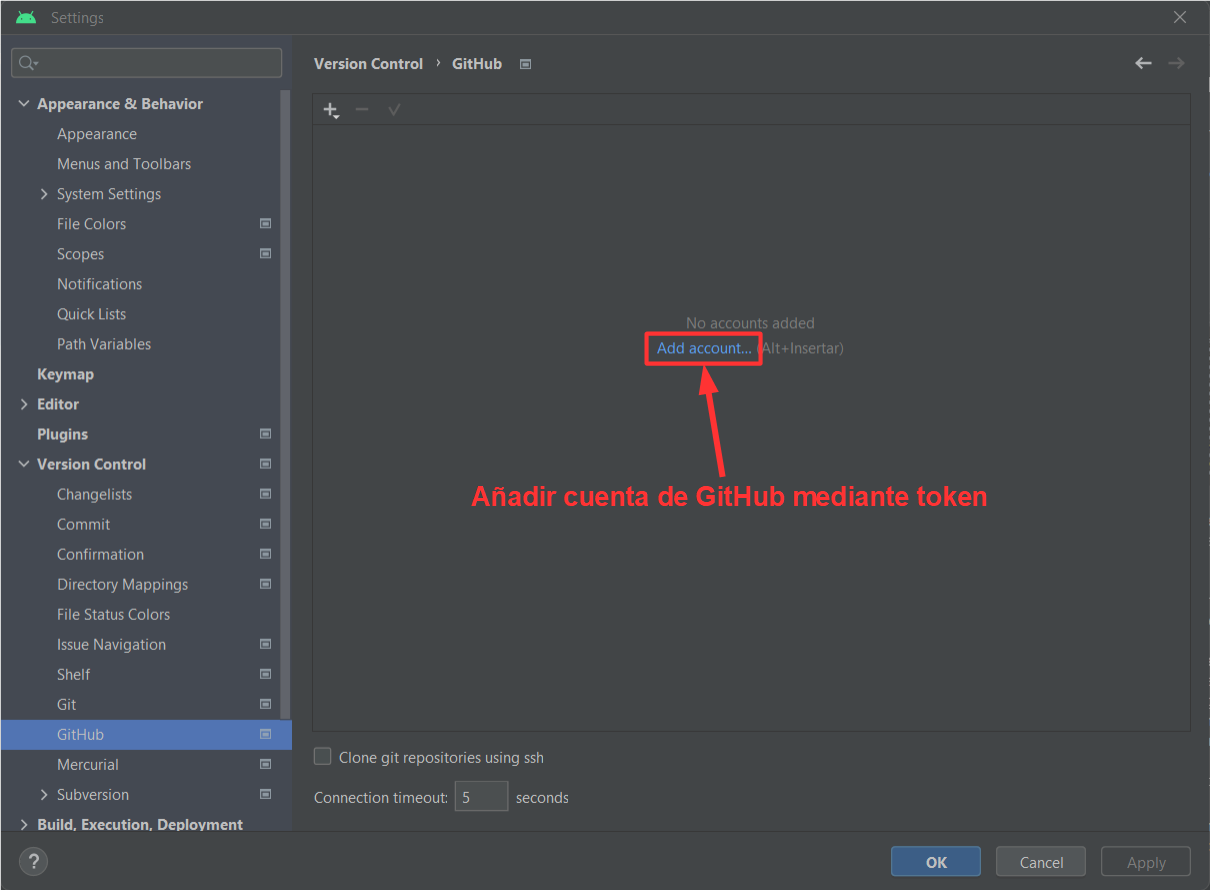 Settings
Version Control › GitHub
Appearance & Behavior
Appearance
Menus and Toolbars
System Settings
File Colors
Scopes
Notifications
Quick Lists
Path Variables
Keymap
Editor
Plugins
Version Control
Changelists
Commit
Confirmation
Directory Mappings
File Status Colors
Issue Navigation
Shelf
Git
GitHub
Mercurial
Subversion
Build, Execution, Deployment
No accounts added
Add account... (Alt+Insertar)
Añadir cuenta de GitHub mediante token
Clone git repositories using ssh
Connection timeout: 5 seconds
?
OK
Cancel
Apply